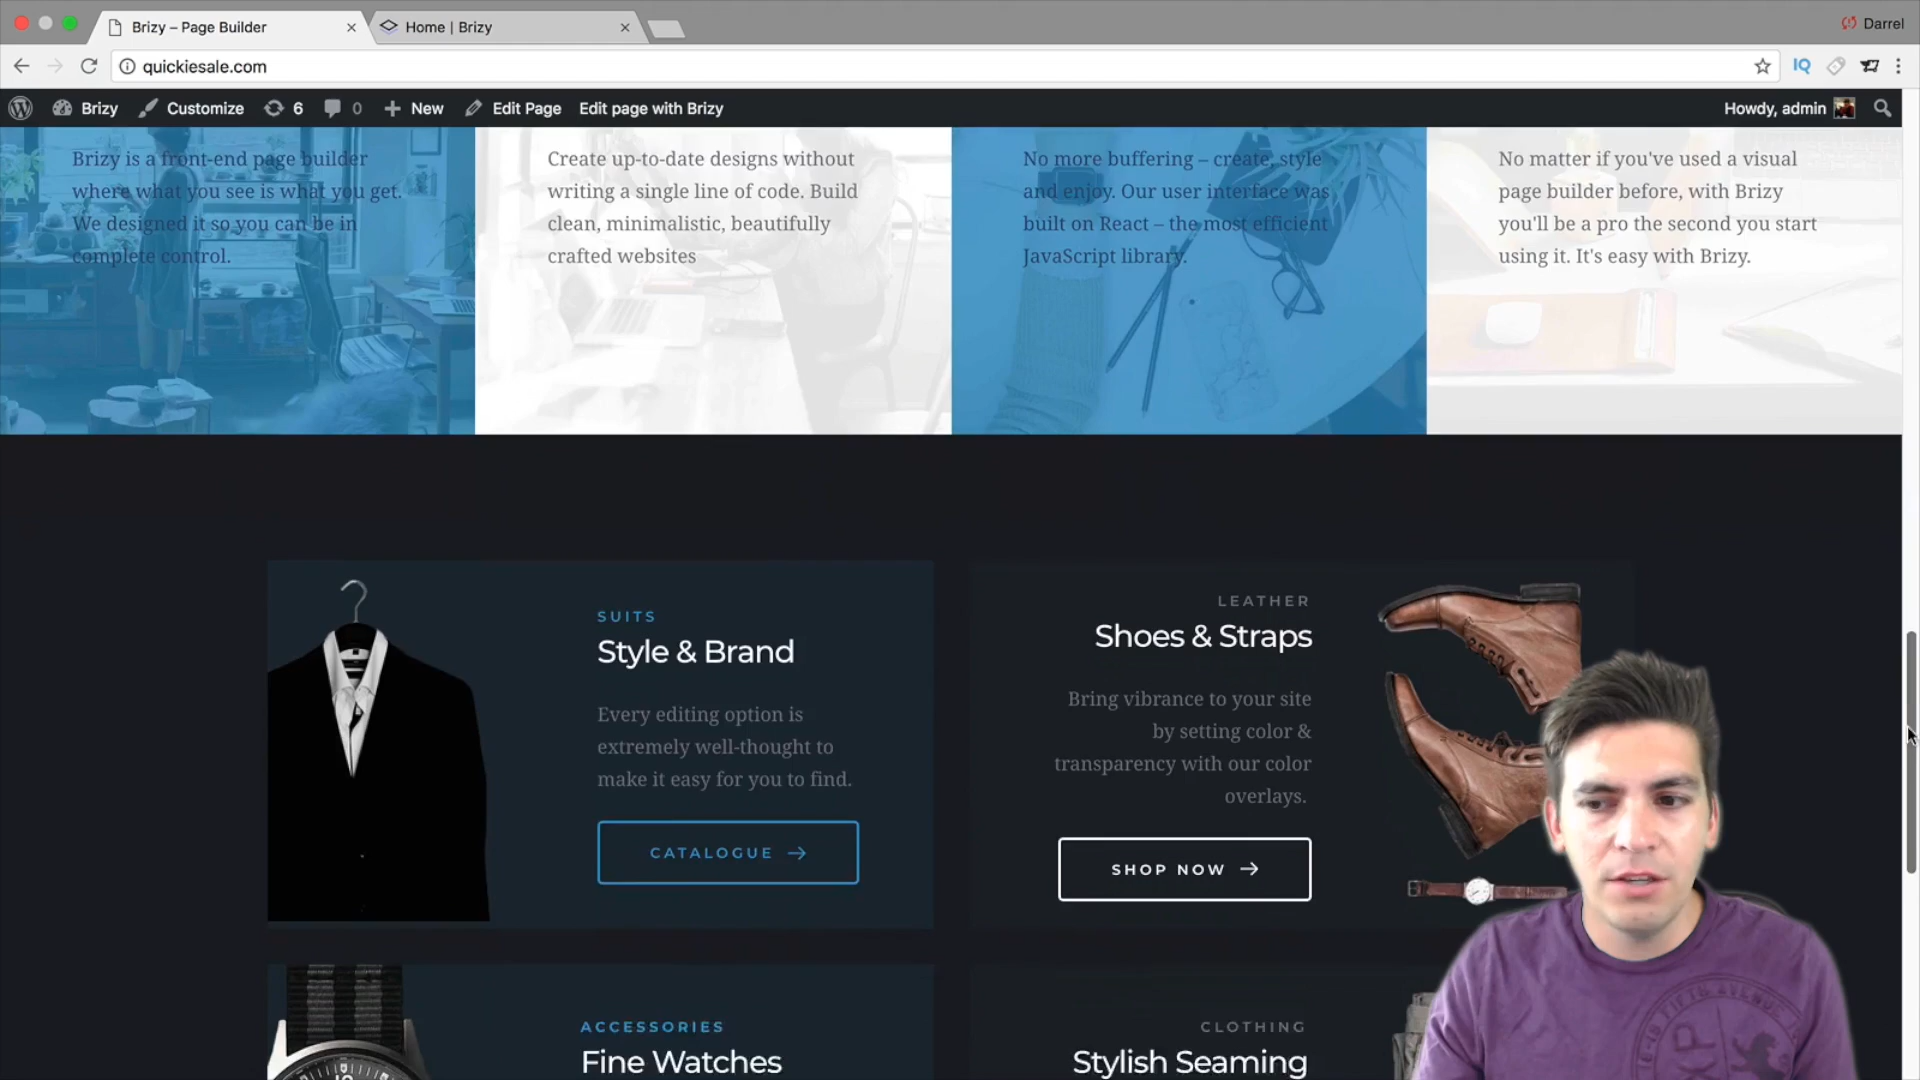 Brizy – Page Builder
Home | Brizy
Darrel
quickiesale.com
IQ
Brizy
Customize
6
0
New
Edit Page
Edit page with Brizy
Howdy, admin
Brizy is a front-end page builder
where what you see is what you get.
We designed it so you can be in
complete control.
Create up-to-date designs without
writing a single line of code. Build
clean, minimalistic, beautifully
crafted websites
No more buffering – create, style
and enjoy. Our user interface was
built on React – the most efficient
JavaScript library.
No matter if you've used a visual
page builder before, with Brizy
you'll be a pro the second you start
using it. It's easy with Brizy.
SUITS
Style & Brand
Every editing option is
extremely well-thought to
make it easy for you to find.
CATALOGUE
LEATHER
Shoes & Straps
Bring vibrance to your site
by setting color &
transparency with our color
overlays.
SHOP NOW
ACCESSORIES
Fine Watches
CLOTHING
Stylish Seaming